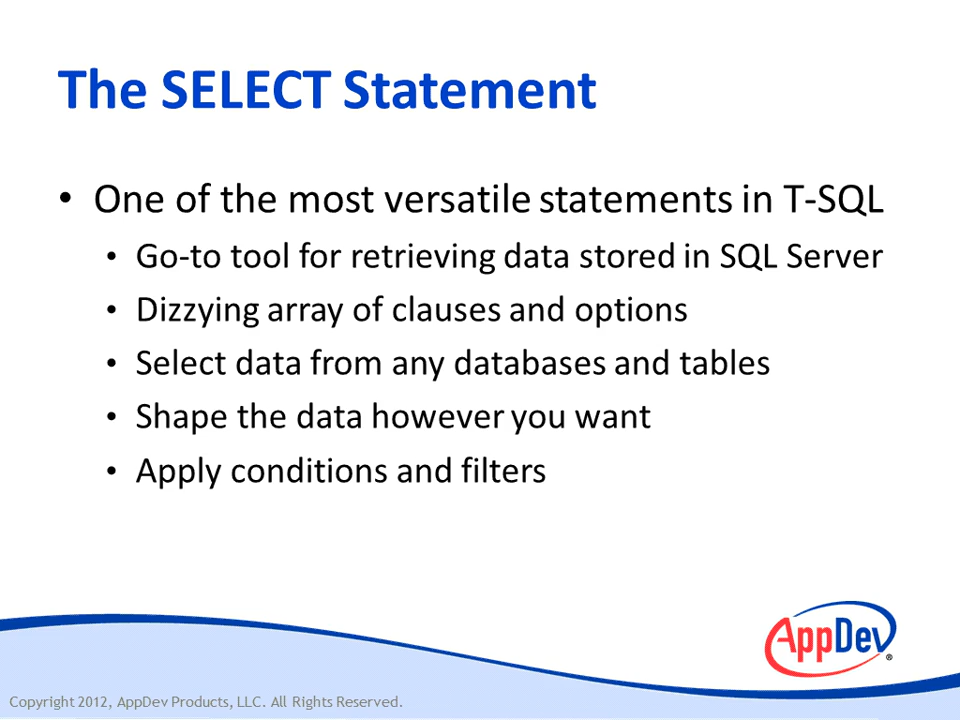 The SELECT Statement
• One of the most versatile statements in T-SQL
• Go-to tool for retrieving data stored in SQL Server
• Dizzying array of clauses and options
• Select data from any databases and tables
• Shape the data however you want
• Apply conditions and filters
AppDev®
Copyright 2012, AppDev Products, LLC. All Rights Reserved.